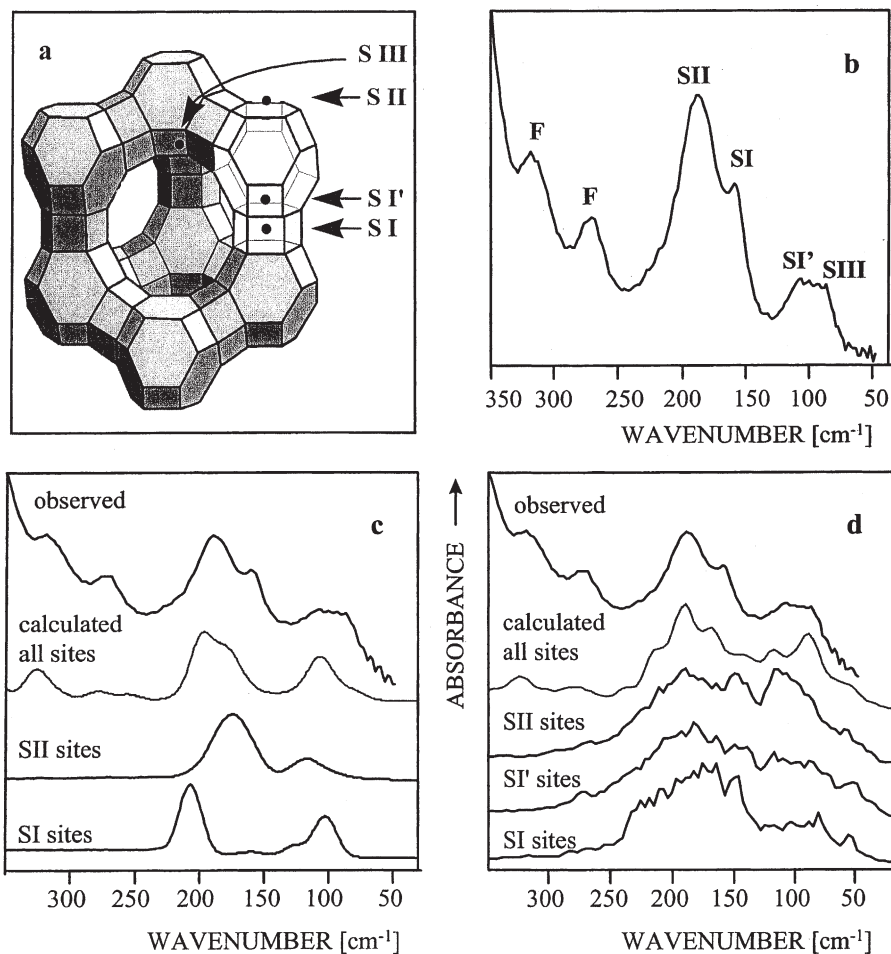 a
S III
S II
S I'
S I
b
F
F
SII
SI
SI'
SIII
350 300 250 200 150 100 50
WAVENUMBER [cm-1]
c
observed
calculated
all sites
SII sites
SI sites
300 250 200 150 100 50
WAVENUMBER [cm-1]
ABSORBANCE →
d
observed
calculated
all sites
SII sites
SI' sites
SI sites
300 250 200 150 100 50
WAVENUMBER [cm-1]